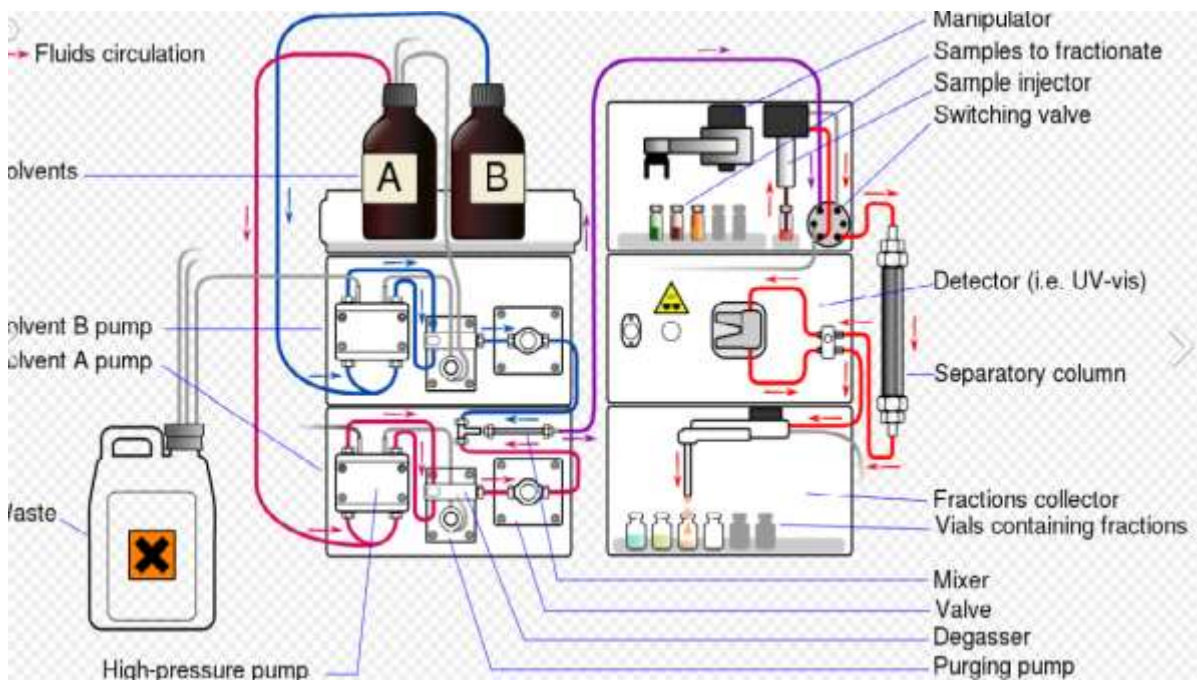 Manipulator
Fluids circulation
Samples to fractionate
Sample injector
Switching valve
olvents
A
B
Detector (i.e. UV-vis)
olvent B pump
olvent A pump
Separatory column
Fractions collector
Vials containing fractions
aste
Mixer
Valve
Degasser
High-pressure pump
Purging pump